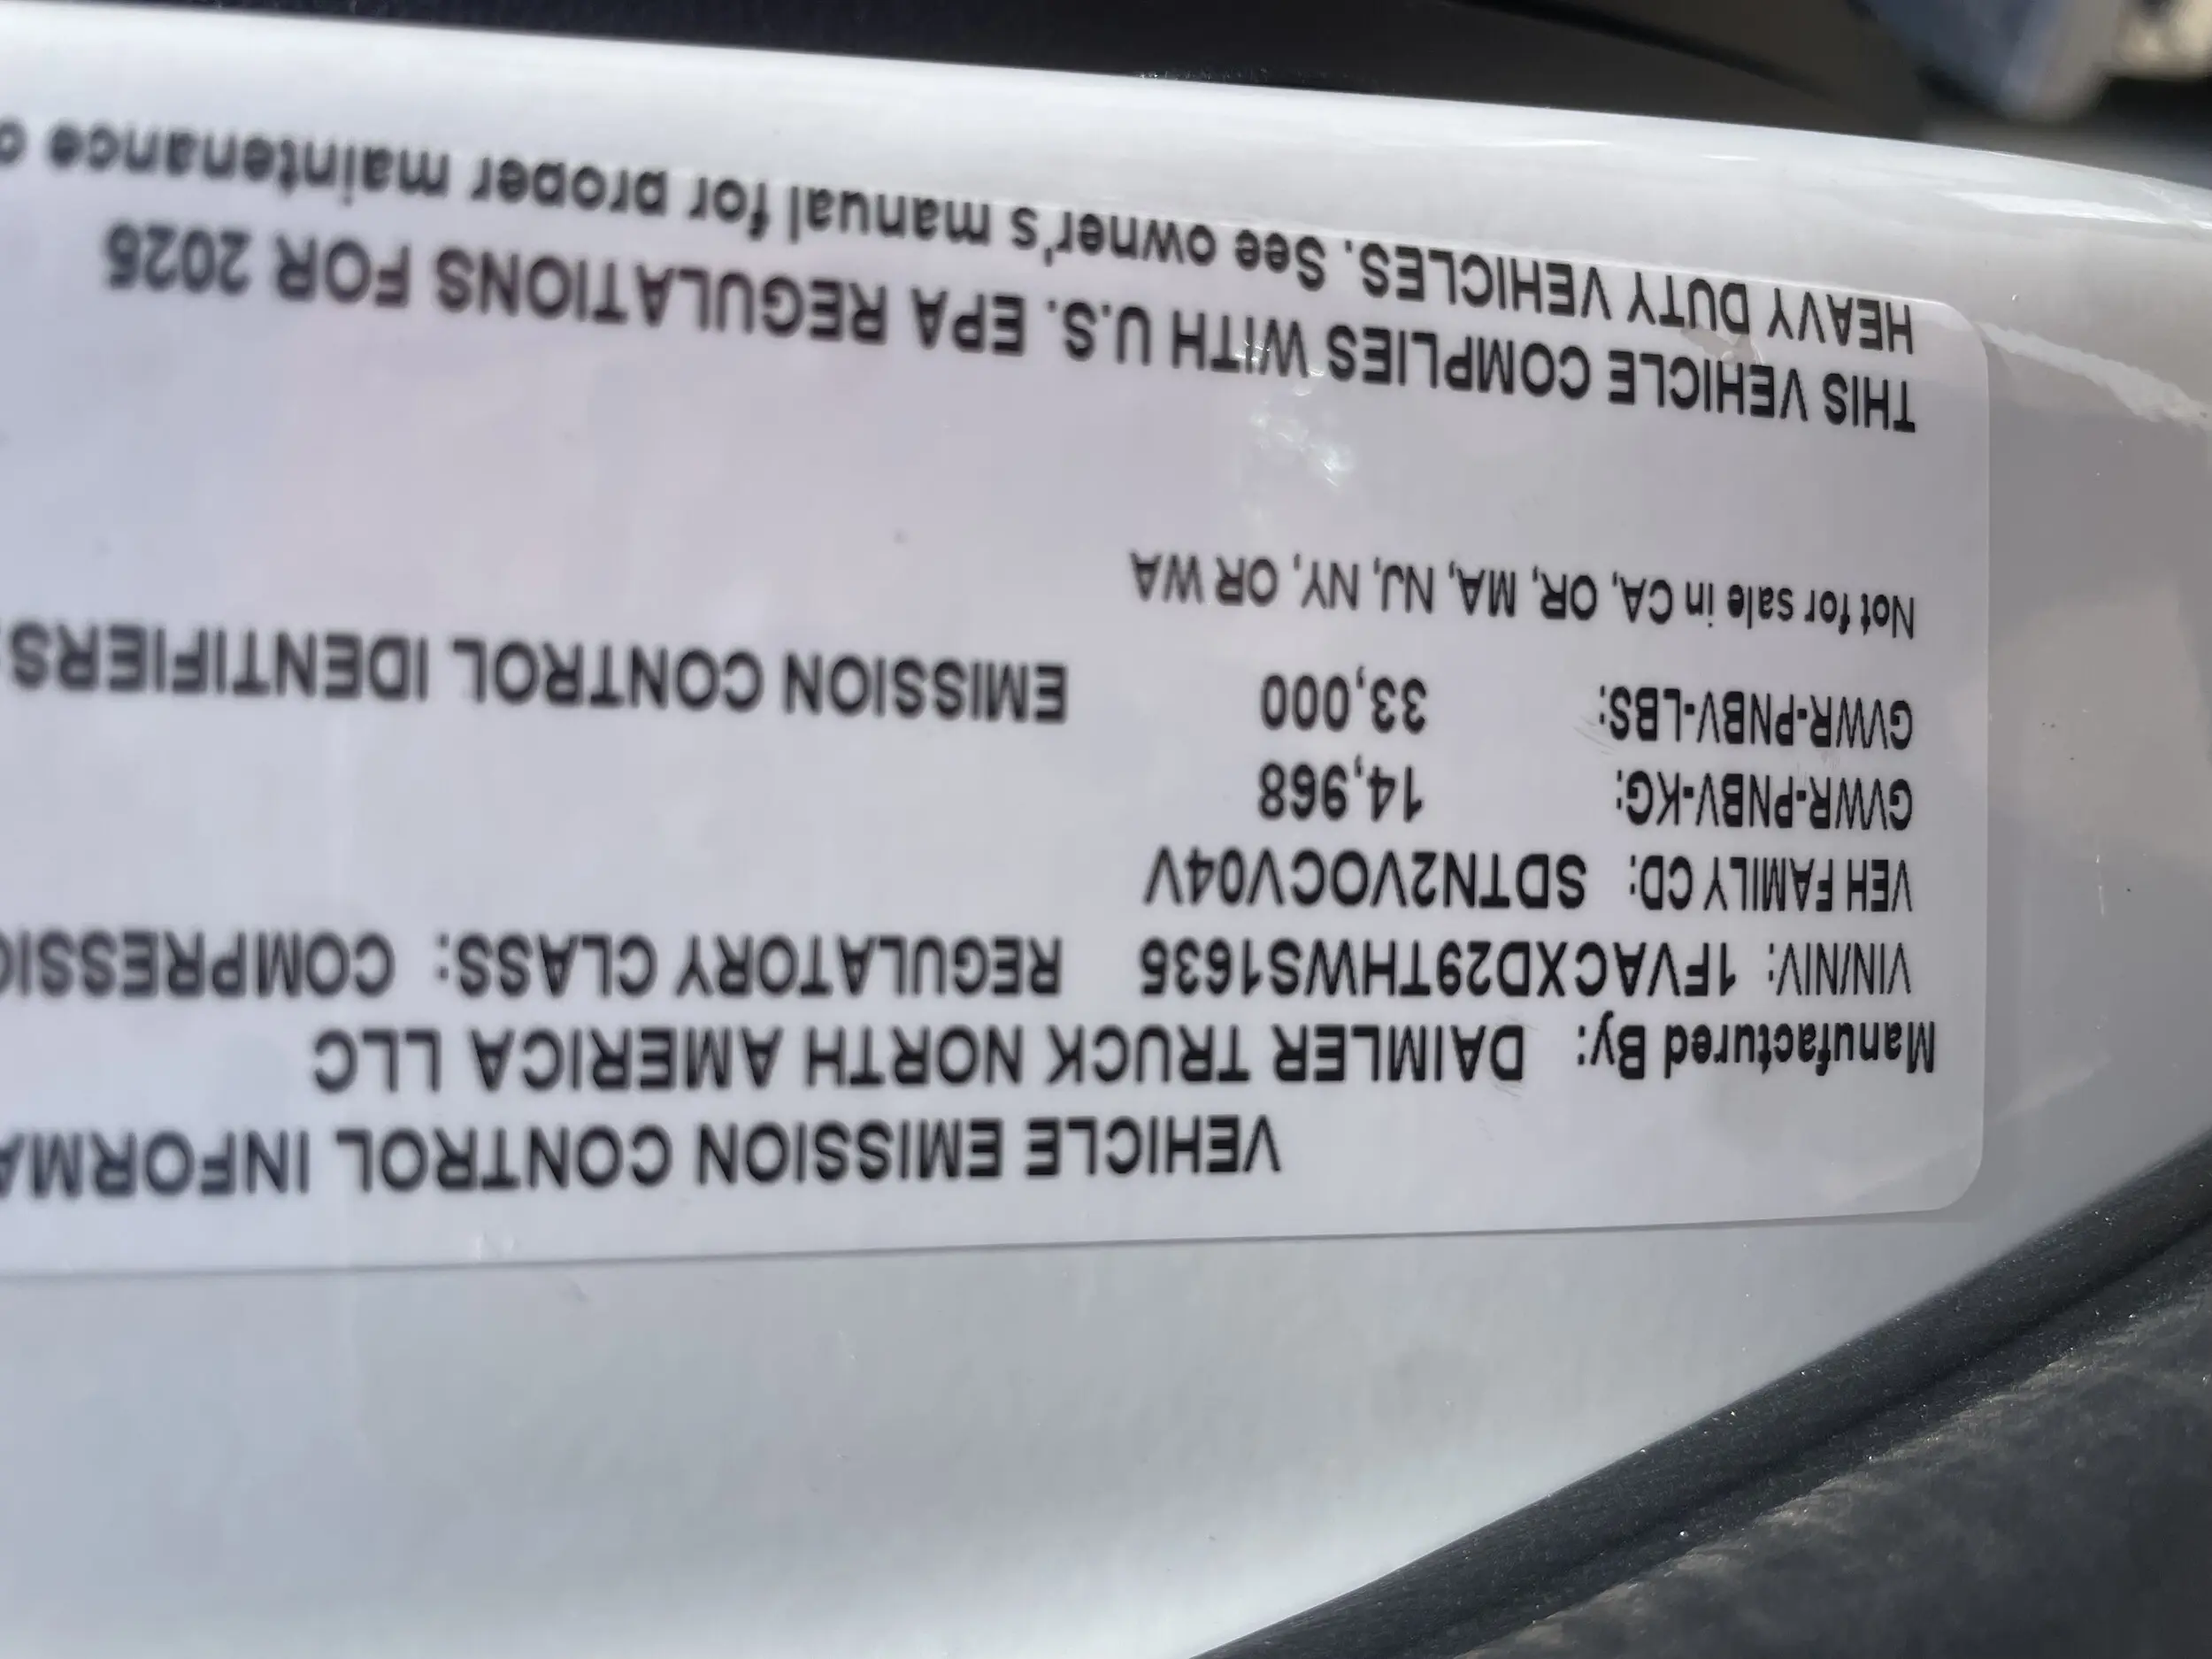 VEHICLE EMISSION CONTROL INFORMA
Manufactured By: DAIMLER TRUCK NORTH AMERICA LLC
VIN/NIV: 1FVACXD29THWS1635 REGULATORY CLASS: COMPRESSIO
VEH FAMILY CD: SDTN2VOCV04V
GVWR-PNBV-KG: 14,968
GVWR-PNBV-LBS: 33,000 EMISSION CONTROL IDENTIFIERS
Not for sale in CA, OR, MA, NJ, NY, OR WA
THIS VEHICLE COMPLIES WITH U.S. EPA REGULATIONS FOR 2025
HEAVY DUTY VEHICLES. See owner's manual for proper maintenance o